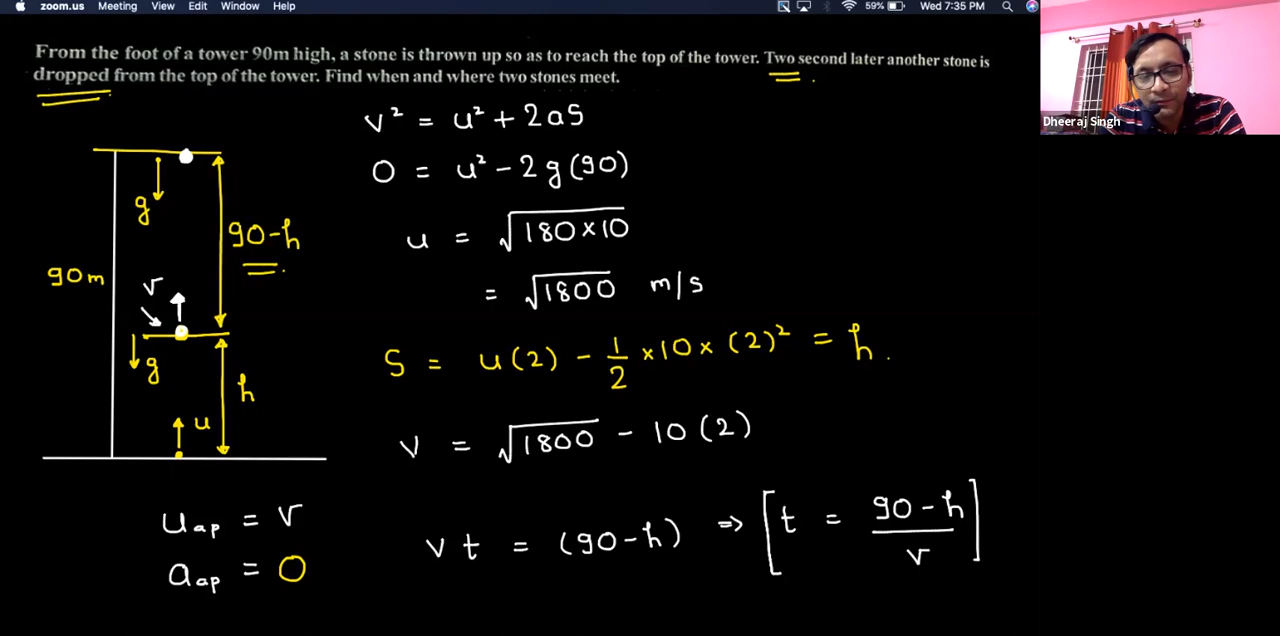 zoom.us Meeting View Edit Window Help 59% Wed 7:35 PM
From the foot of a tower 90m high, a stone is thrown up so as to reach the top of the tower. Two second later another stone is
dropped from the top of the tower. Find when and where two stones meet.
Dheeraj Singh
v² = u² + 2aS
0 = u² - 2g(90)
u = √180×10
= √1800 m/s
S = u(2) - 1/2 ×10× (2)² = h.
v = √1800 - 10(2)
vt = (90-h) ⇒ [t = 90-h/v]
g
90-h
90m
v
g
h
u
u_ap = v
a_ap = 0